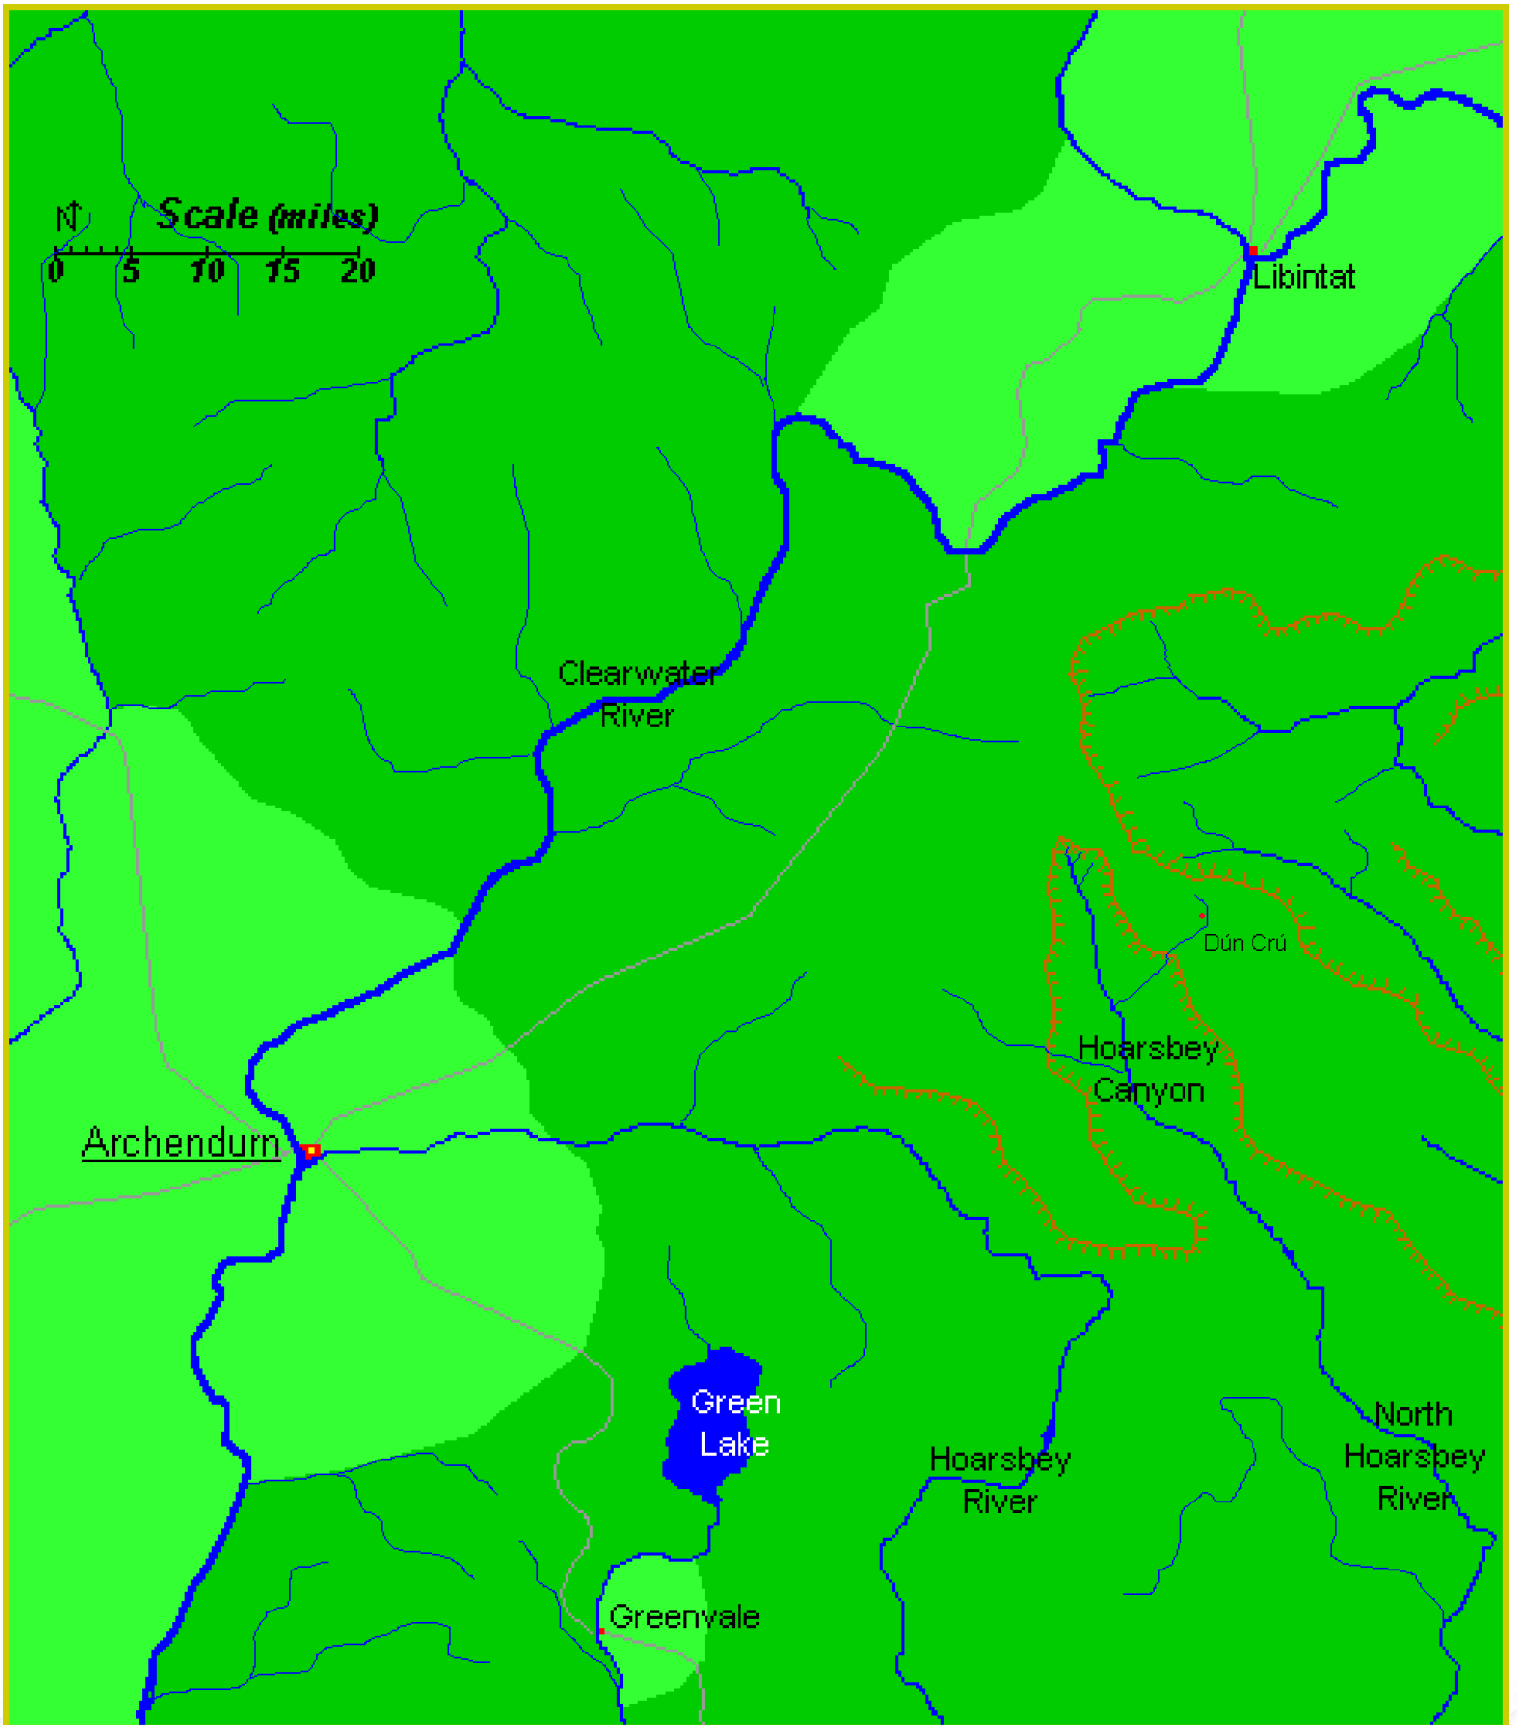 N
Scale (miles)
0 5 10 15 20
Libintat
Clearwater
River
Dún Crú
Hoarsbey
Canyon
Archendurn
Green
Lake
North
Hoarsbey
River
Hoarsbey
River
Greenvale